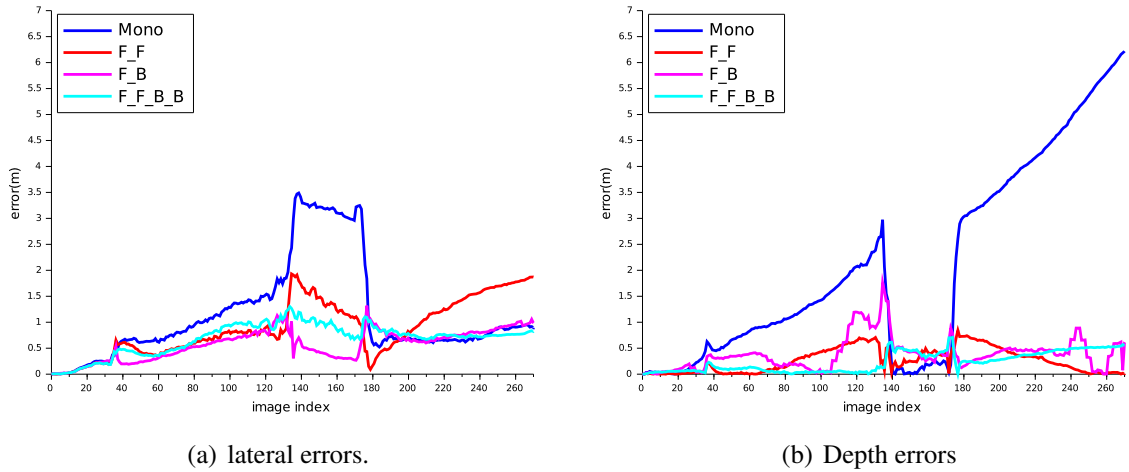 7
6.5
6
5.5
5
4.5
4
3.5
3
2.5
2
1.5
1
0.5
0
error(m)
Mono
F_F
F_B
F_F_B_B
0 20 40 60 80 100 120 140 160 180 200 220 240 260
image index
(a) lateral errors.
7
6.5
6
5.5
5
4.5
4
3.5
3
2.5
2
1.5
1
0.5
0
error(m)
Mono
F_F
F_B
F_F_B_B
0 20 40 60 80 100 120 140 160 180 200 220 240 260
image index
(b) Depth errors